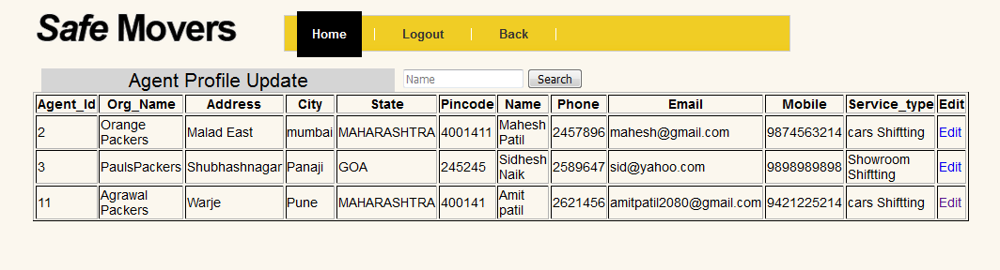 Safe Movers
Home Logout Back
Agent Profile Update Name Search
Agent_Id Org_Name Address City State Pincode Name Phone Email Mobile Service_type Edit
2 Orange Packers Malad East mumbai MAHARASHTRA 4001411 Mahesh Patil 2457896 mahesh@gmail.com 9874563214 cars Shiftting Edit
3 PaulsPackers Shubhashnagar Panaji GOA 245245 Sidhesh Naik 2589647 sid@yahoo.com 9898989898 Showroom Shiftting Edit
11 Agrawal Packers Warje Pune MAHARASHTRA 400141 Amit patil 2621456 amitpatil2080@gmail.com 9421225214 cars Shiftting Edit